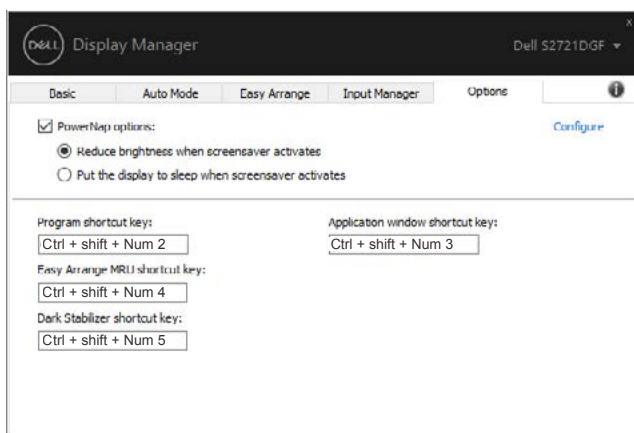 x
DELL Display Manager Dell S2721DGF
Basic Auto Mode Easy Arrange Input Manager Options
PowerNap options: Configure
Reduce brightness when screensaver activates
Put the display to sleep when screensaver activates
Program shortcut key: Application window shortcut key:
Ctrl + shift + Num 2 Ctrl + shift + Num 3
Easy Arrange MRU shortcut key:
Ctrl + shift + Num 4
Dark Stabilizer shortcut key:
Ctrl + shift + Num 5